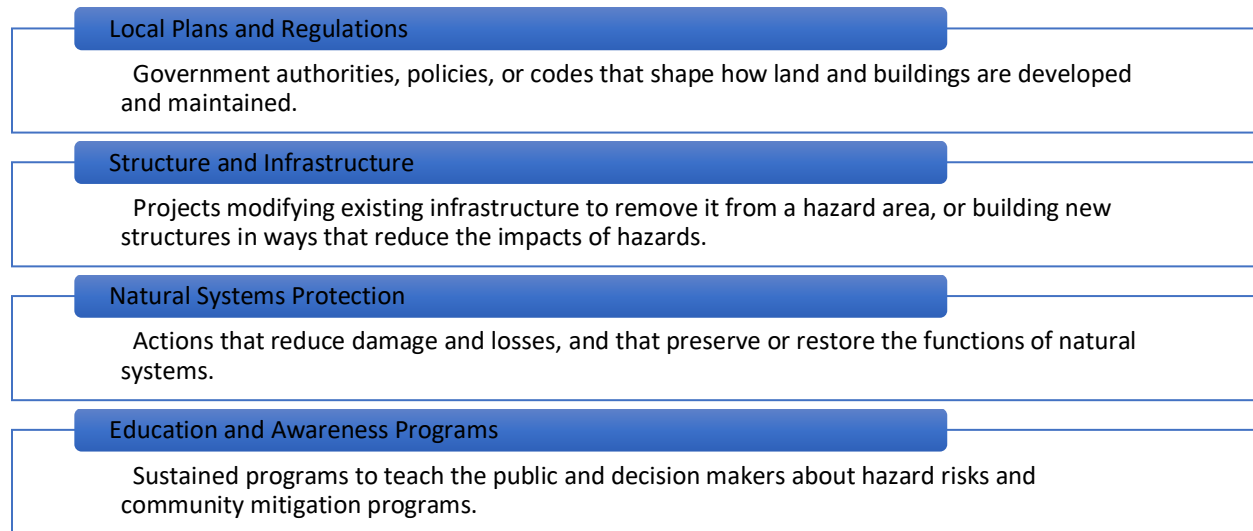 Local Plans and Regulations
Government authorities, policies, or codes that shape how land and buildings are developed
and maintained.
Structure and Infrastructure
Projects modifying existing infrastructure to remove it from a hazard area, or building new
structures in ways that reduce the impacts of hazards.
Natural Systems Protection
Actions that reduce damage and losses, and that preserve or restore the functions of natural
systems.
Education and Awareness Programs
Sustained programs to teach the public and decision makers about hazard risks and
community mitigation programs.